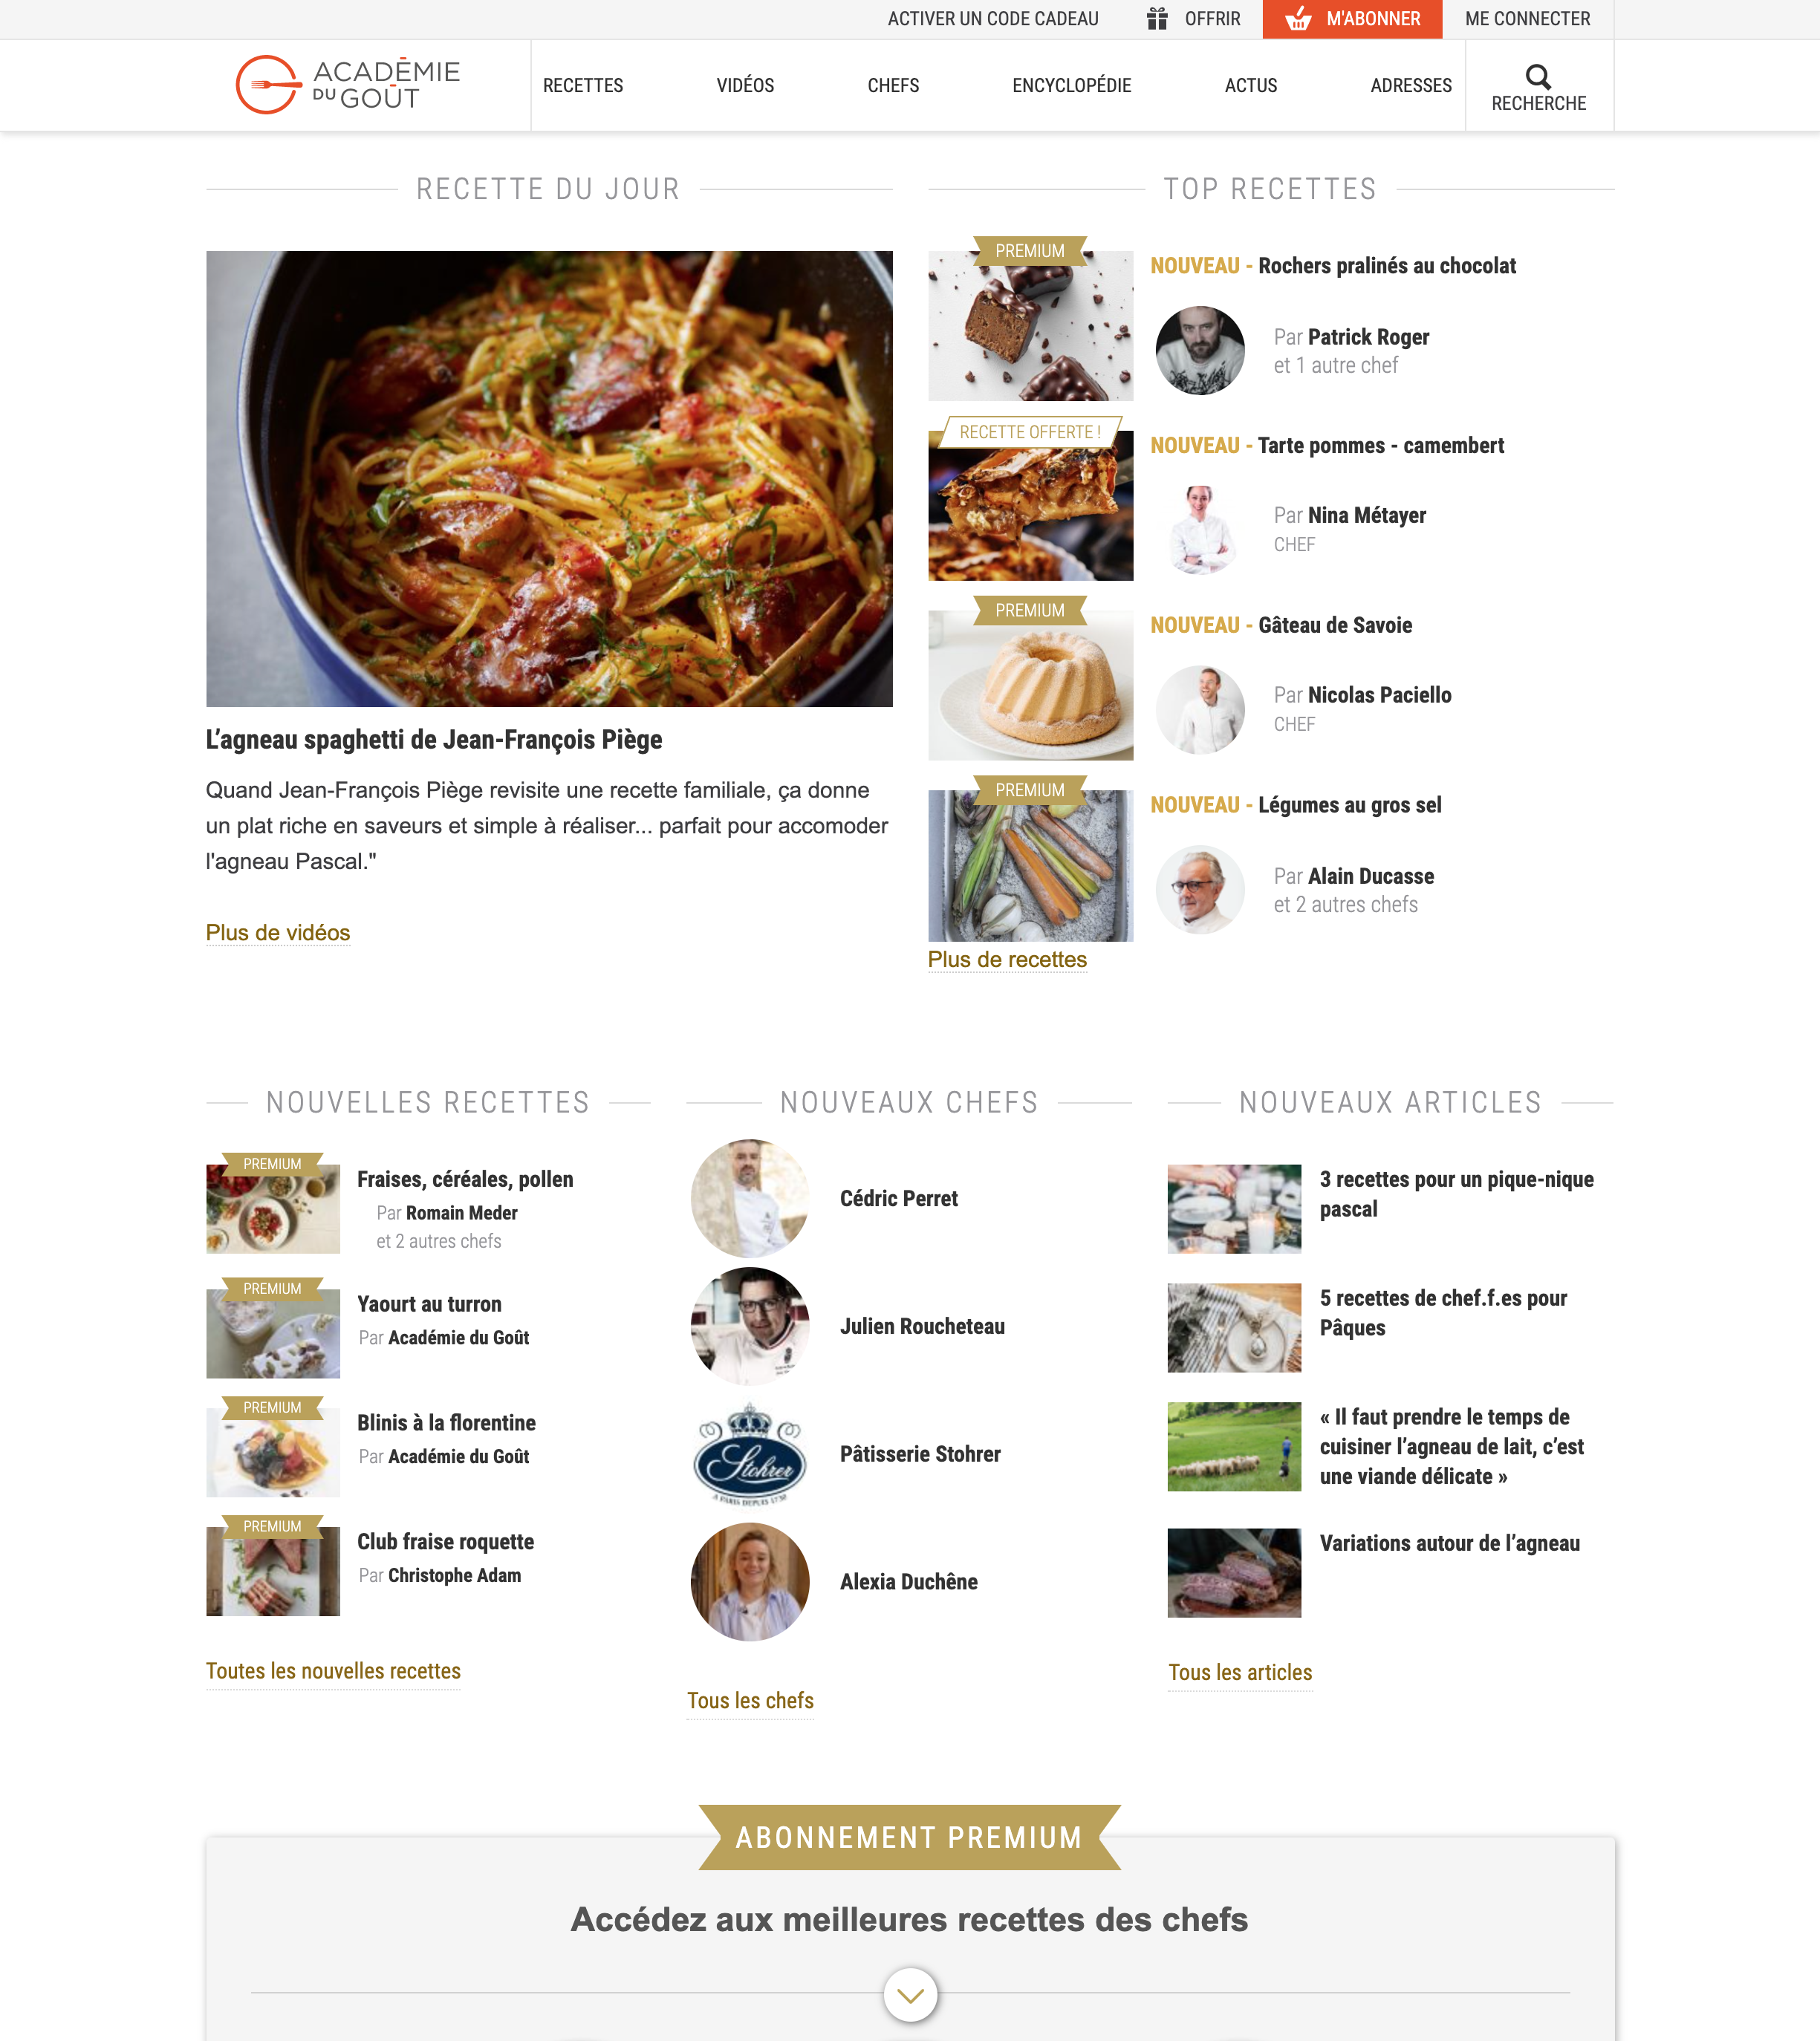 ACTIVER UN CODE CADEAU
OFFRIR
M'ABONNER
ME CONNECTER
ACADÉMIE
DU GOÛT
RECETTES
VIDÉOS
CHEFS
ENCYCLOPÉDIE
ACTUS
ADRESSES
RECHERCHE
RECETTE DU JOUR
L’agneau spaghetti de Jean-François Piège
Quand Jean-François Piège revisite une recette familiale, ça donne
un plat riche en saveurs et simple à réaliser... parfait pour accomoder
l'agneau Pascal."
Plus de vidéos
TOP RECETTES
PREMIUM
NOUVEAU - Rochers pralinés au chocolat
Par Patrick Roger
et 1 autre chef
RECETTE OFFERTE !
NOUVEAU - Tarte pommes - camembert
Par Nina Métayer
CHEF
PREMIUM
NOUVEAU - Gâteau de Savoie
Par Nicolas Paciello
CHEF
PREMIUM
NOUVEAU - Légumes au gros sel
Par Alain Ducasse
et 2 autres chefs
Plus de recettes
NOUVELLES RECETTES
PREMIUM
Fraises, céréales, pollen
Par Romain Meder
et 2 autres chefs
PREMIUM
Yaourt au turron
Par Académie du Goût
PREMIUM
Blinis à la florentine
Par Académie du Goût
PREMIUM
Club fraise roquette
Par Christophe Adam
Toutes les nouvelles recettes
NOUVEAUX CHEFS
Cédric Perret
Julien Roucheteau
Stohrer
A PARIS DEPUIS 1730
Pâtisserie Stohrer
Alexia Duchêne
Tous les chefs
NOUVEAUX ARTICLES
3 recettes pour un pique-nique
pascal
5 recettes de chef.f.es pour
Pâques
« Il faut prendre le temps de
cuisiner l’agneau de lait, c’est
une viande délicate »
Variations autour de l’agneau
Tous les articles
ABONNEMENT PREMIUM
Accédez aux meilleures recettes des chefs